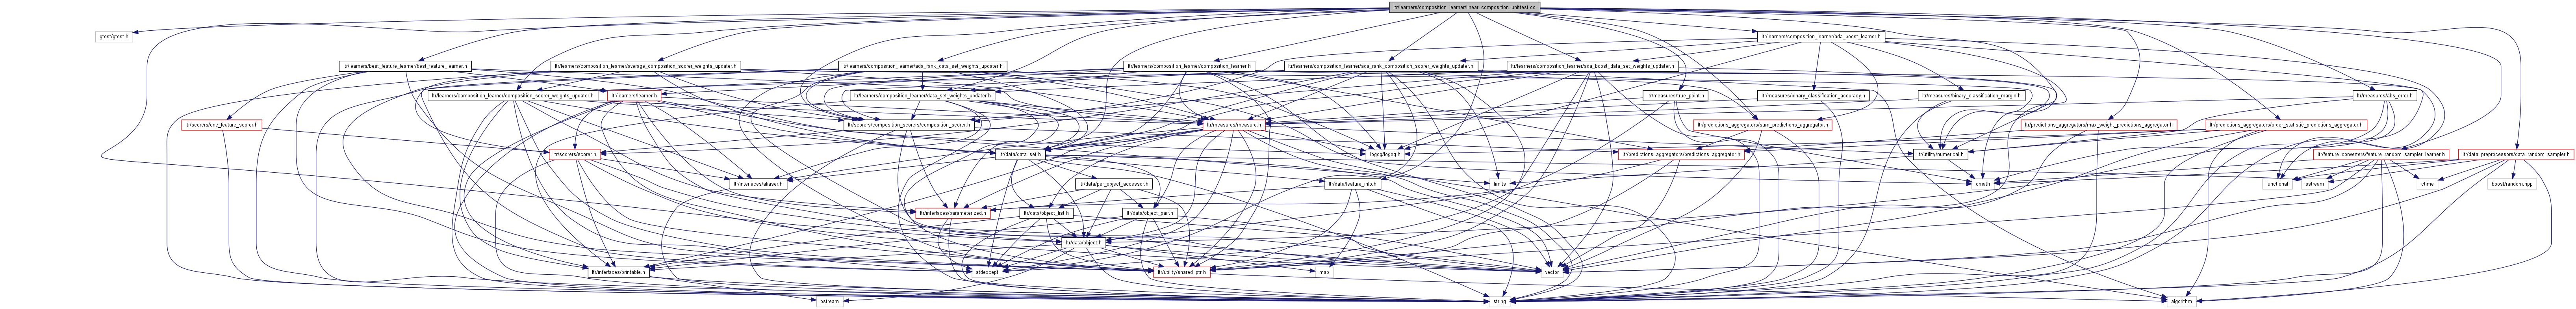 ltr/learners/composition_learner/linear_composition_unittest.cc
gtest/gtest.h
ltr/learners/composition_learner/ada_boost_learner.h
ltr/learners/best_feature_learner/best_feature_learner.h
ltr/learners/composition_learner/average_composition_scorer_weights_updater.h
ltr/learners/composition_learner/ada_rank_data_set_weights_updater.h
ltr/learners/composition_learner/composition_learner.h
ltr/learners/composition_learner/ada_rank_composition_scorer_weights_updater.h
ltr/learners/composition_learner/ada_boost_data_set_weights_updater.h
ltr/learners/composition_learner/composition_scorer_weights_updater.h
ltr/learners/learner.h
ltr/learners/composition_learner/data_set_weights_updater.h
ltr/measures/true_point.h
ltr/measures/binary_classification_accuracy.h
ltr/measures/binary_classification_margin.h
ltr/measures/abs_error.h
ltr/scorers/one_feature_scorer.h
ltr/scorers/composition_scorers/composition_scorer.h
ltr/measures/measure.h
ltr/predictions_aggregators/sum_predictions_aggregator.h
ltr/predictions_aggregators/max_weight_predictions_aggregator.h
ltr/predictions_aggregators/order_statistic_predictions_aggregator.h
ltr/scorers/scorer.h
ltr/data/data_set.h
logog/logog.h
ltr/predictions_aggregators/predictions_aggregator.h
ltr/utility/numerical.h
ltr/feature_converters/feature_random_sampler_learner.h
ltr/data_preprocessors/data_random_sampler.h
ltr/interfaces/aliaser.h
ltr/data/per_object_accessor.h
ltr/data/feature_info.h
limits
cmath
functional
sstream
ctime
boost/random.hpp
ltr/interfaces/parameterized.h
ltr/data/object_list.h
ltr/data/object_pair.h
ltr/data/object.h
ltr/interfaces/printable.h
stdexcept
ltr/utility/shared_ptr.h
map
vector
ostream
string
algorithm